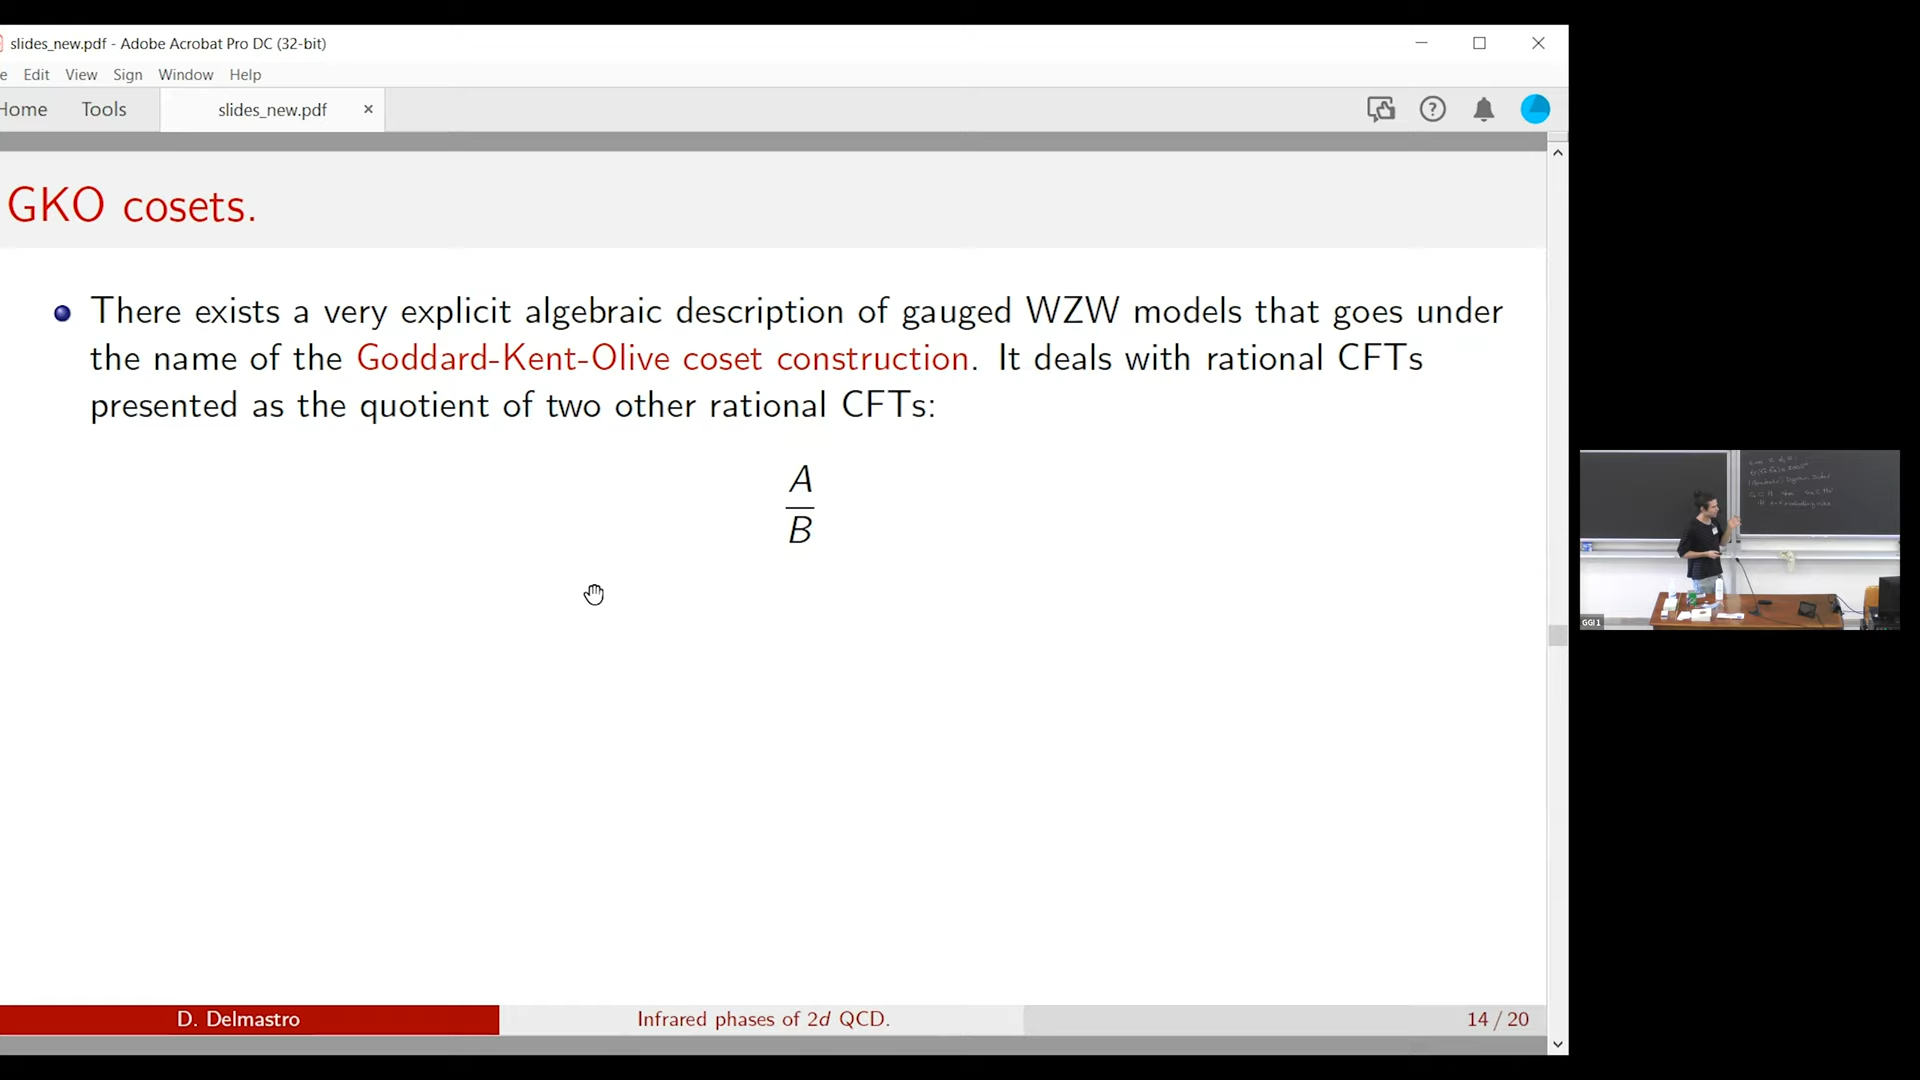 slides_new.pdf - Adobe Acrobat Pro DC (32-bit)
e Edit View Sign Window Help
Home Tools slides_new.pdf ×
GKO cosets.
There exists a very explicit algebraic description of gauged WZW models that goes under
the name of the Goddard-Kent-Olive coset construction. It deals with rational CFTs
presented as the quotient of two other rational CFTs:
A
B
D. Delmastro Infrared phases of 2d QCD. 14 / 20
GGI 1